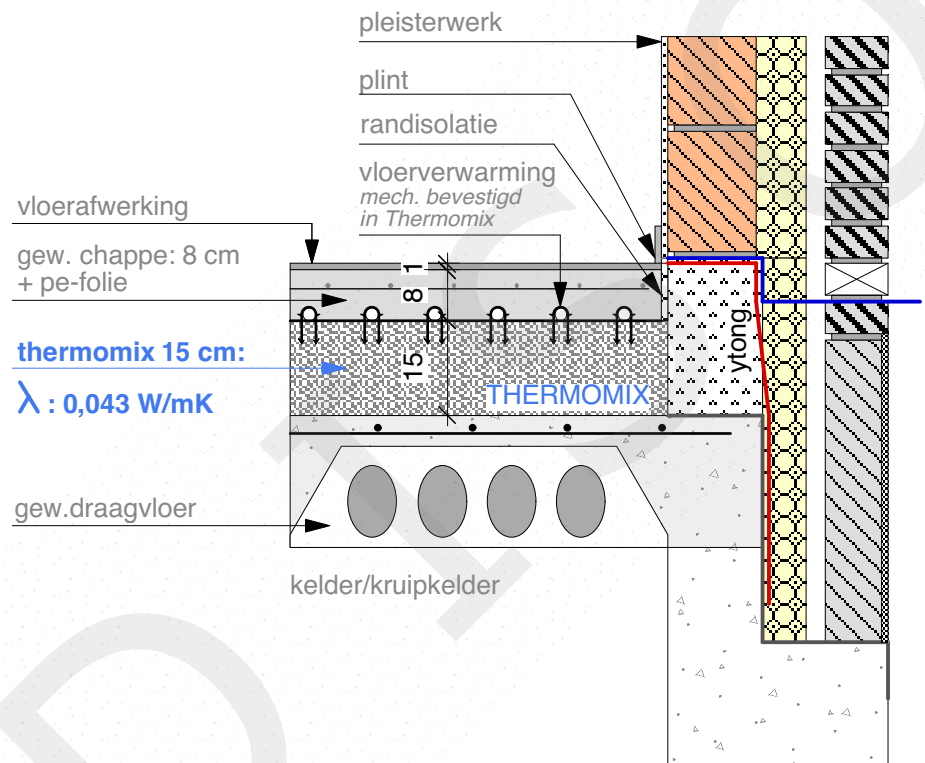 pleisterwerk
plint
randisolatie
vloerverwarming
mech. bevestigd
in Thermomix
vloerafwerking
gew. chappe: 8 cm
+ pe-folie
thermomix 15 cm:
λ : 0,043 W/mK
gew.draagvloer
kelder/kruipkelder
1
8
15
THERMOMIX
ytong